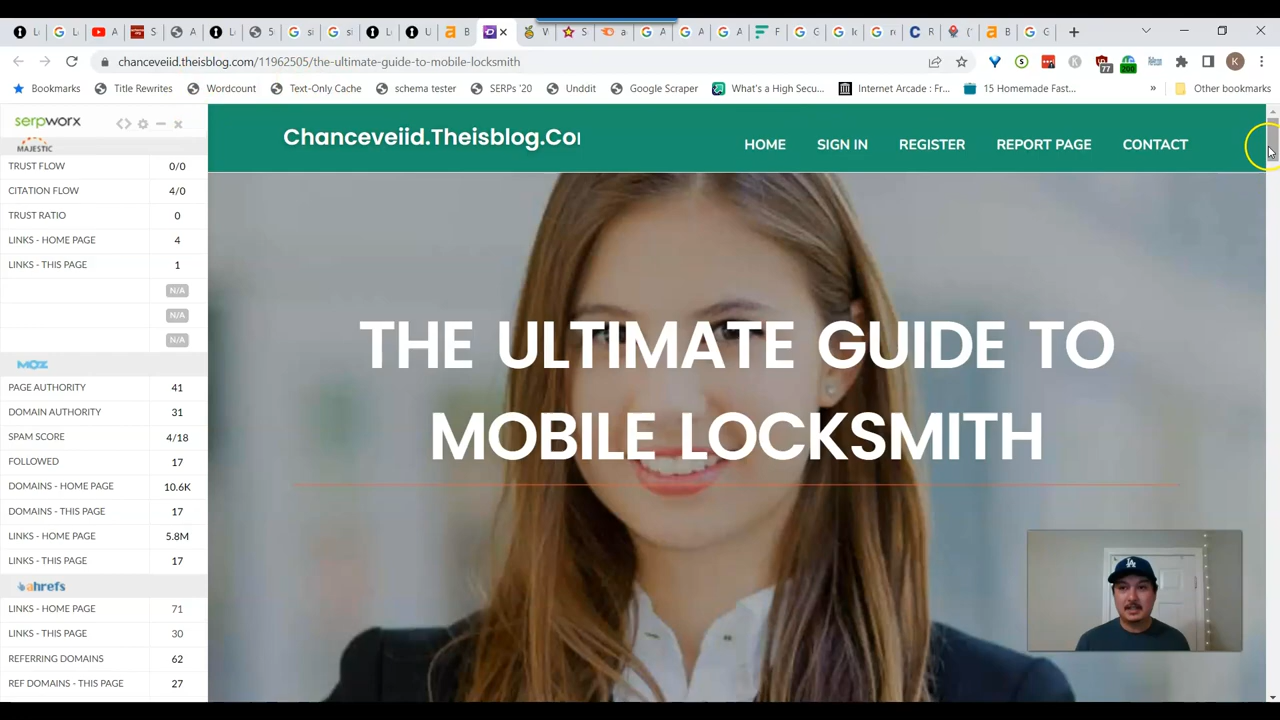 chanceveiid.theisblog.com/11962505/the-ultimate-guide-to-mobile-locksmith
77
200
K
Bookmarks
Title Rewrites
Wordcount
Text-Only Cache
schema tester
SERPs '20
Unddit
Google Scraper
What's a High Secu...
Internet Arcade : Fr...
15 Homemade Fast...
»
Other bookmarks
serpworx
MAJESTIC
TRUST FLOW 0/0
CITATION FLOW 4/0
TRUST RATIO 0
LINKS - HOME PAGE 4
LINKS - THIS PAGE 1
N/A
N/A
N/A
MOZ
PAGE AUTHORITY 41
DOMAIN AUTHORITY 31
SPAM SCORE 4/18
FOLLOWED 17
DOMAINS - HOME PAGE 10.6K
DOMAINS - THIS PAGE 17
LINKS - HOME PAGE 5.8M
LINKS - THIS PAGE 17
ahrefs
LINKS - HOME PAGE 71
LINKS - THIS PAGE 30
REFERRING DOMAINS 62
REF DOMAINS - THIS PAGE 27
Chanceveiid.Theisblog.Co
HOME SIGN IN REGISTER REPORT PAGE CONTACT
THE ULTIMATE GUIDE TO
MOBILE LOCKSMITH
LA